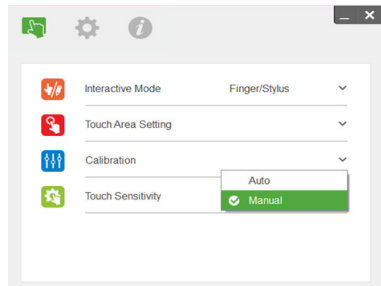 Interactive Mode Finger/Stylus
Touch Area Setting
Calibration
Auto
Touch Sensitivity Manual